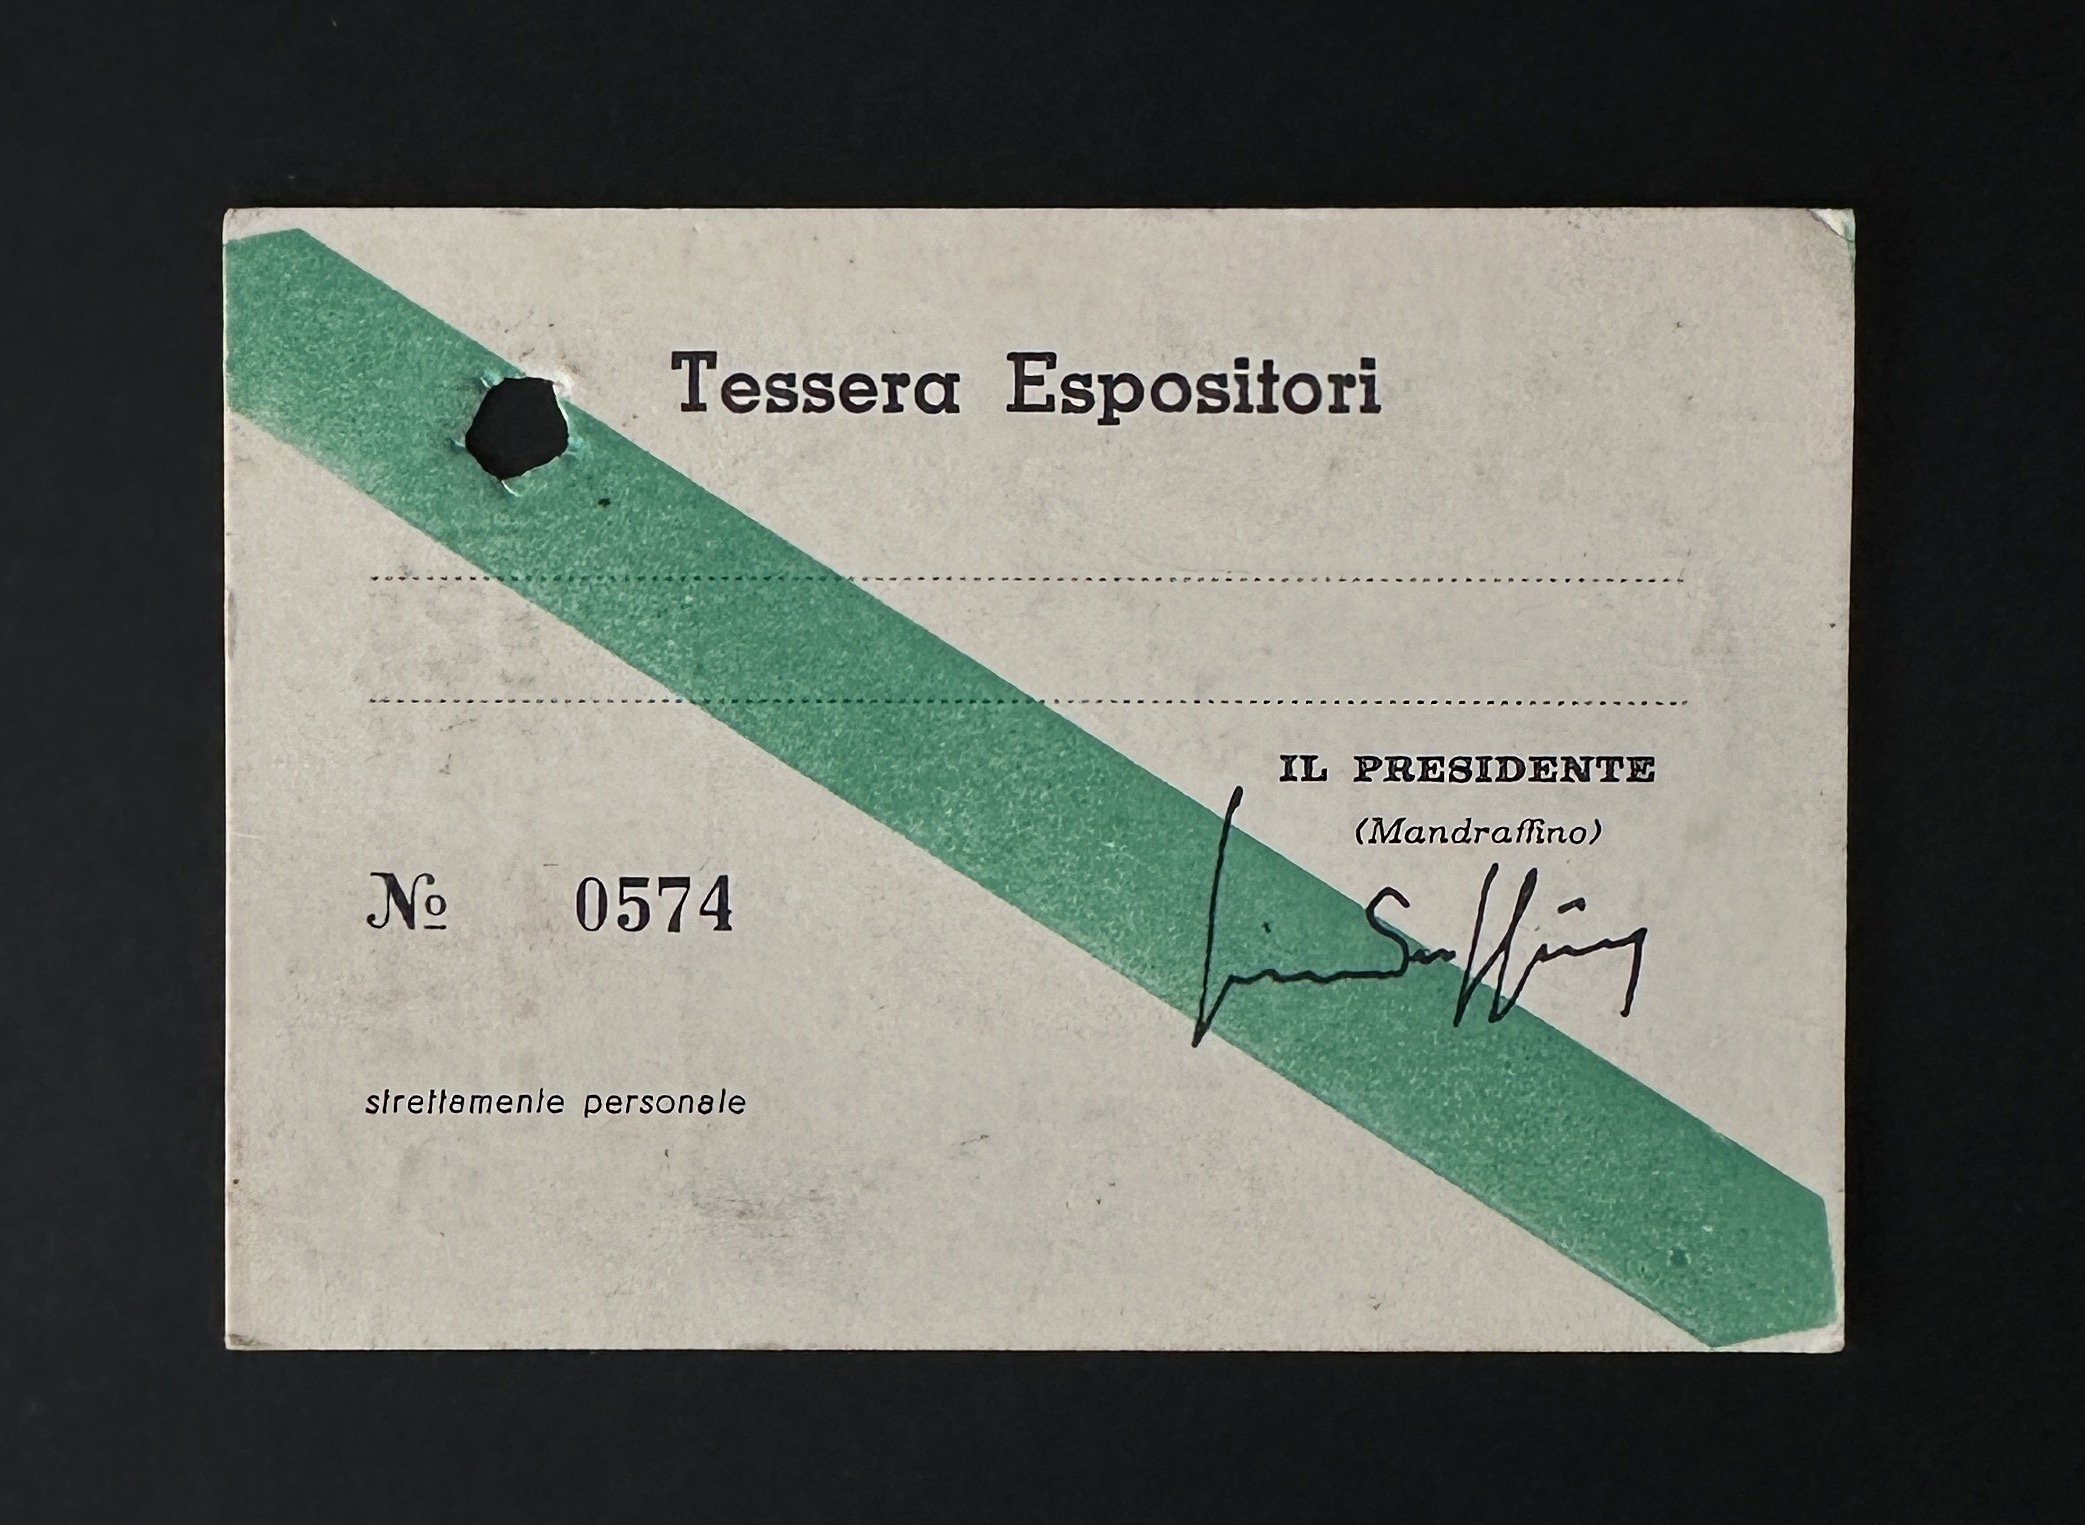 Tessera Espositori
IL PRESIDENTE
(Mandraffino)
№ 0574
strettamente personale